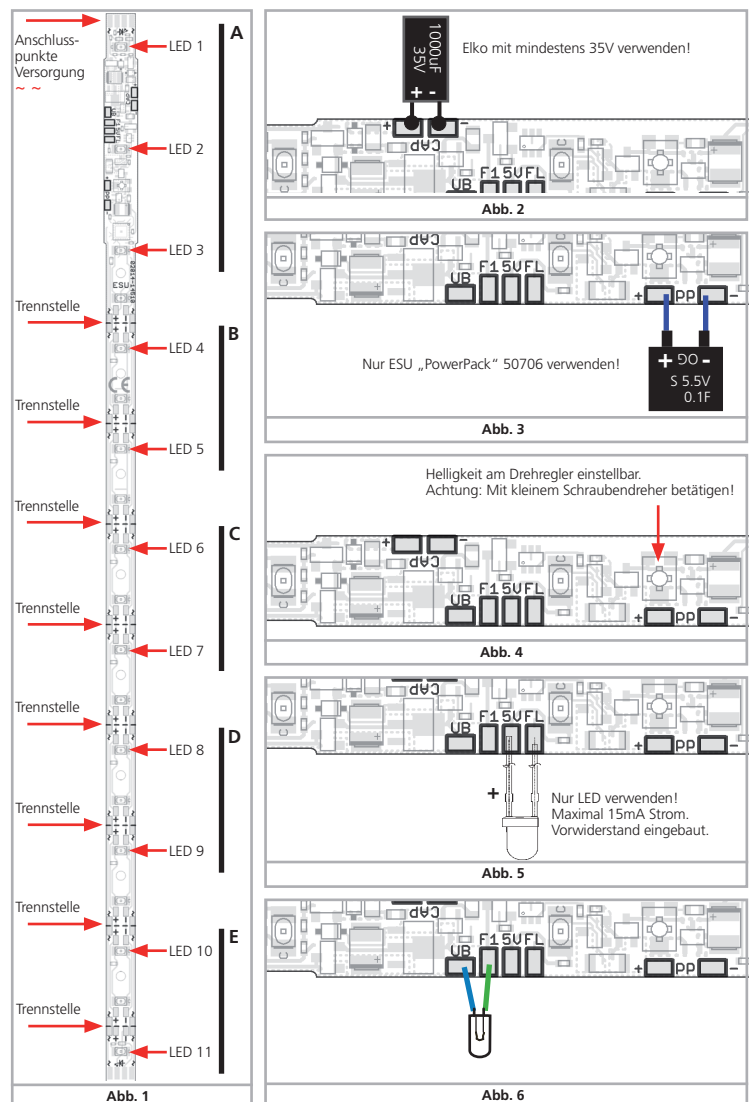 Anschluss-
punkte
Versorgung
~ ~
LED 1
A
LED 2
LED 3
ESU
Trennstelle
B
LED 4
CE
Trennstelle
LED 5
Trennstelle
C
LED 6
Trennstelle
LED 7
Trennstelle
D
LED 8
Trennstelle
LED 9
Trennstelle
E
LED 10
Trennstelle
LED 11
Abb. 1
1000uF
35V
+ -
Elko mit mindestens 35V verwenden!
+ CAP -
UB F1 5V FL
C
Abb. 2
CAP
UB F1 5V FL
C
+ PP -
Nur ESU „PowerPack“ 50706 verwenden!
+ DC -
S 5.5V
0.1F
Abb. 3
Helligkeit am Drehregler einstellbar.
Achtung: Mit kleinem Schraubendreher betätigen!
+ CAP -
UB F1 5V FL
C
+ PP -
Abb. 4
CAP
UB F1 5V FL
C
+ PP -
+
Nur LED verwenden!
Maximal 15mA Strom.
Vorwiderstand eingebaut.
Abb. 5
CAP
UB F1 5V FL
C
+ PP -
Abb. 6